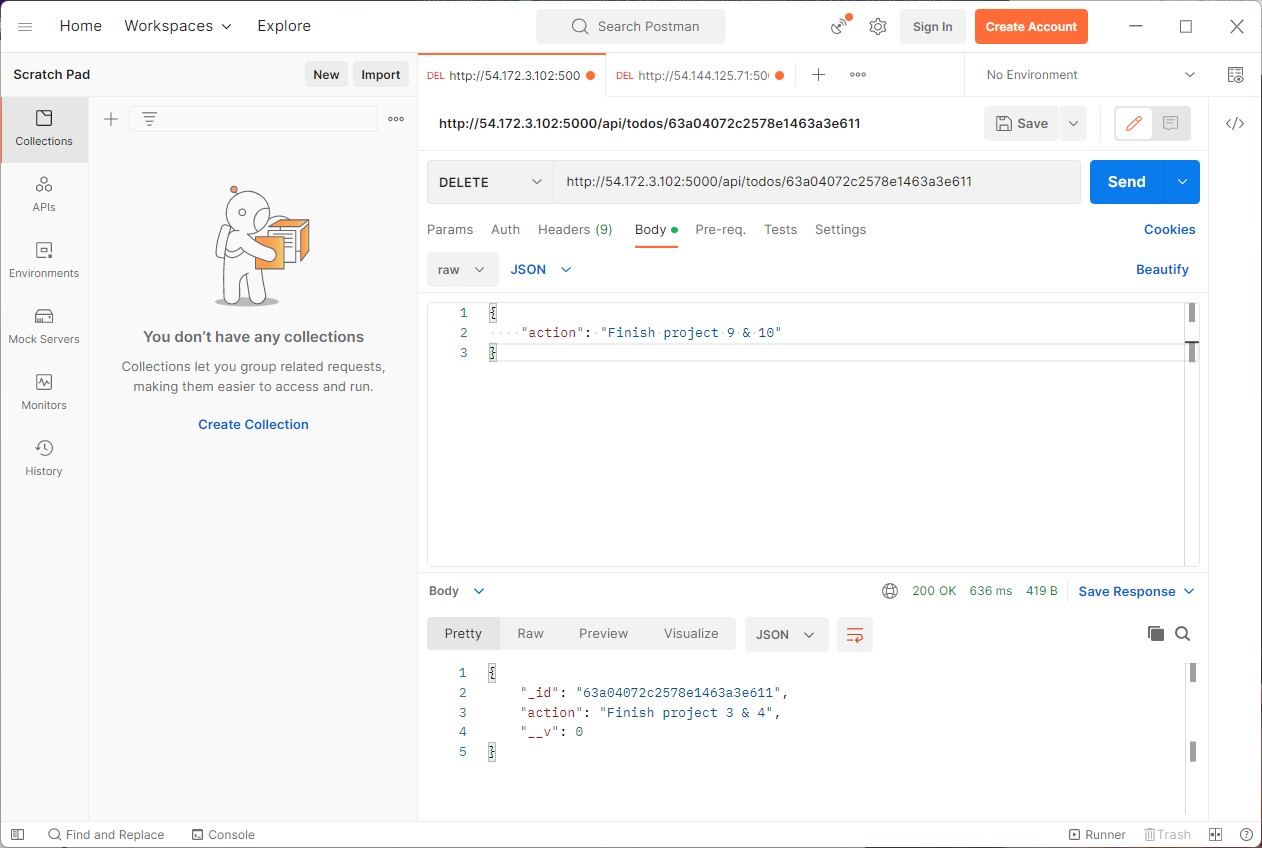 Home Workspaces Explore Search Postman Sign In Create Account
Scratch Pad New Import
DEL http://54.172.3.102:500 DEL http://54.144.125.71:50 No Environment
Collections
APIs
Environments
Mock Servers
Monitors
History
You don’t have any collections
Collections let you group related requests,
making them easier to access and run.
Create Collection
http://54.172.3.102:5000/api/todos/63a04072c2578e1463a3e611 Save
DELETE http://54.172.3.102:5000/api/todos/63a04072c2578e1463a3e611 Send
Params Auth Headers (9) Body Pre-req. Tests Settings Cookies
raw JSON Beautify
1 {
2 "action": "Finish project 9 & 10"
3 }
Body 200 OK 636 ms 419 B Save Response
Pretty Raw Preview Visualize JSON
1 {
2 "_id": "63a04072c2578e1463a3e611",
3 "action": "Finish project 3 & 4",
4 "__v": 0
5 }
Find and Replace Console Runner Trash